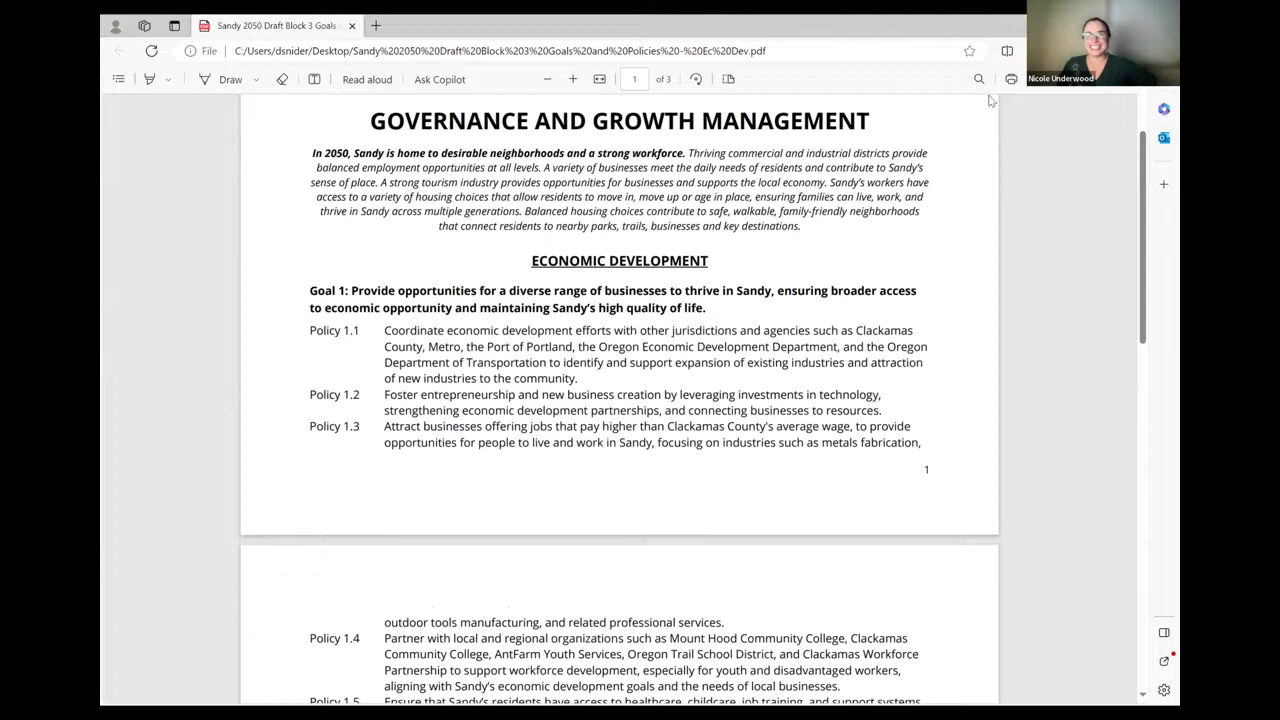 Sandy 2050 Draft Block 3 Goals
File
C:/Users/dsnider/Desktop/Sandy%202050%20Draft%20Block%203%20Goals%20and%20Policies%20-%20Ec%20Dev.pdf
Draw
Read aloud
Ask Copilot
1
of 3
Nicole Underwood
GOVERNANCE AND GROWTH MANAGEMENT
In 2050, Sandy is home to desirable neighborhoods and a strong workforce. Thriving commercial and industrial districts provide
balanced employment opportunities at all levels. A variety of businesses meet the daily needs of residents and contribute to Sandy's
sense of place. A strong tourism industry provides opportunities for businesses and supports the local economy. Sandy's workers have
access to a variety of housing choices that allow residents to move in, move up or age in place, ensuring families can live, work, and
thrive in Sandy across multiple generations. Balanced housing choices contribute to safe, walkable, family-friendly neighborhoods
that connect residents to nearby parks, trails, businesses and key destinations.
ECONOMIC DEVELOPMENT
Goal 1: Provide opportunities for a diverse range of businesses to thrive in Sandy, ensuring broader access
to economic opportunity and maintaining Sandy's high quality of life.
Policy 1.1 Coordinate economic development efforts with other jurisdictions and agencies such as Clackamas
County, Metro, the Port of Portland, the Oregon Economic Development Department, and the Oregon
Department of Transportation to identify and support expansion of existing industries and attraction
of new industries to the community.
Policy 1.2 Foster entrepreneurship and new business creation by leveraging investments in technology,
strengthening economic development partnerships, and connecting businesses to resources.
Policy 1.3 Attract businesses offering jobs that pay higher than Clackamas County's average wage, to provide
opportunities for people to live and work in Sandy, focusing on industries such as metals fabrication,
1
outdoor tools manufacturing, and related professional services.
Policy 1.4 Partner with local and regional organizations such as Mount Hood Community College, Clackamas
Community College, AntFarm Youth Services, Oregon Trail School District, and Clackamas Workforce
Partnership to support workforce development, especially for youth and disadvantaged workers,
aligning with Sandy's economic development goals and the needs of local businesses.
Policy 1.5 Ensure that Sandy's residents have access to healthcare, childcare, job training, and support systems